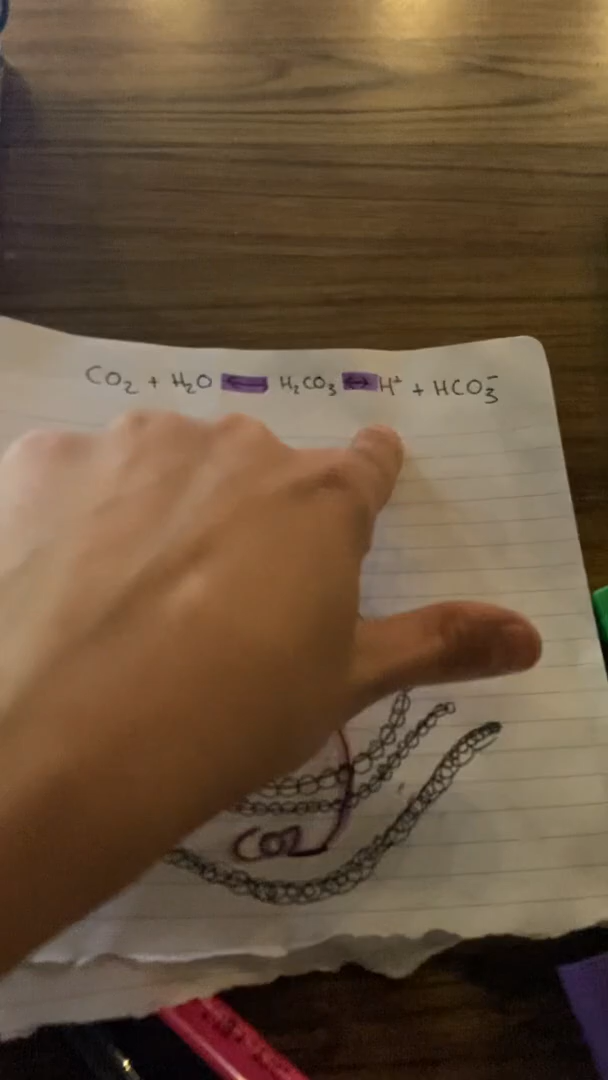 CO₂ + H₂O ⟷ H₂CO₃ ↔ H⁺ + HCO₃⁻
CO2